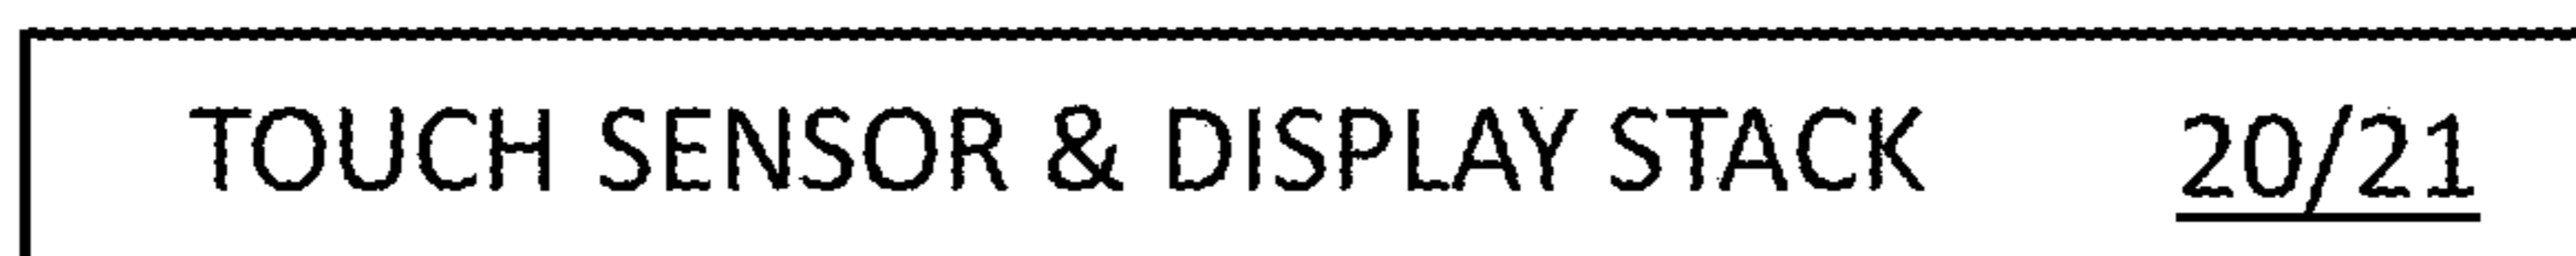 TOUCH SENSOR & DISPLAY STACK 20/21